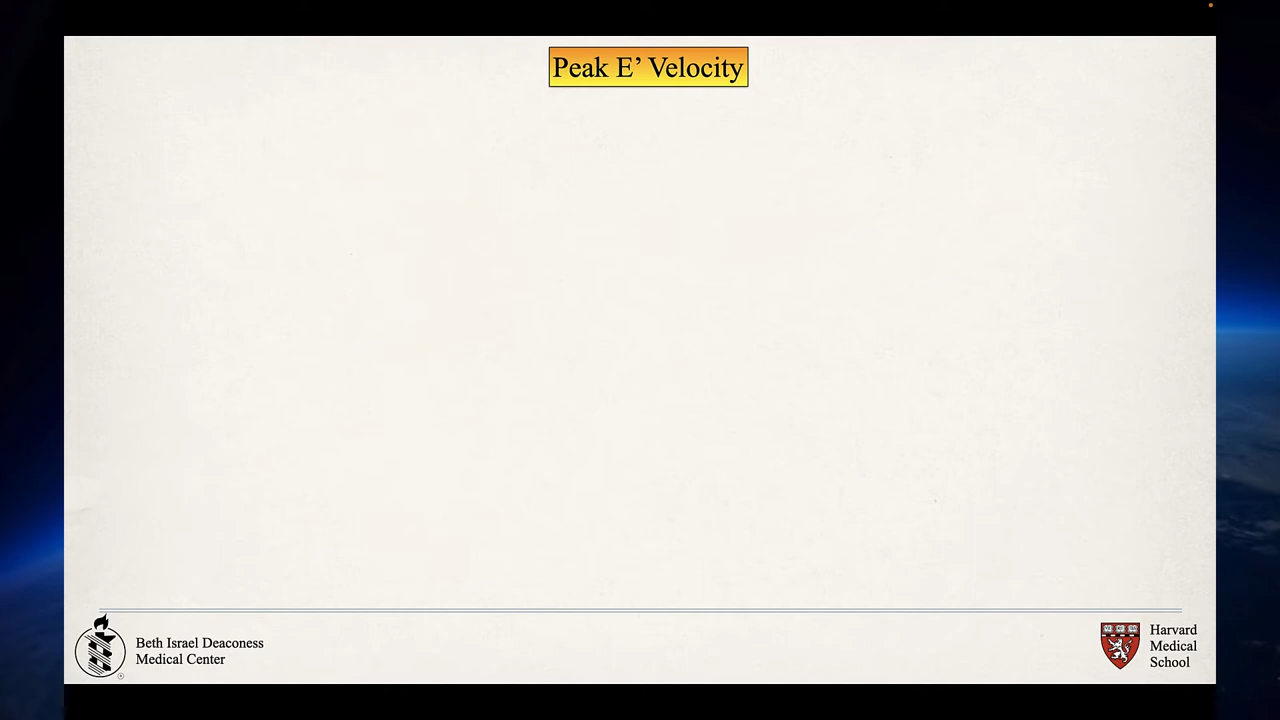 Peak E’ Velocity
Beth Israel Deaconess
Medical Center
Harvard
Medical
School